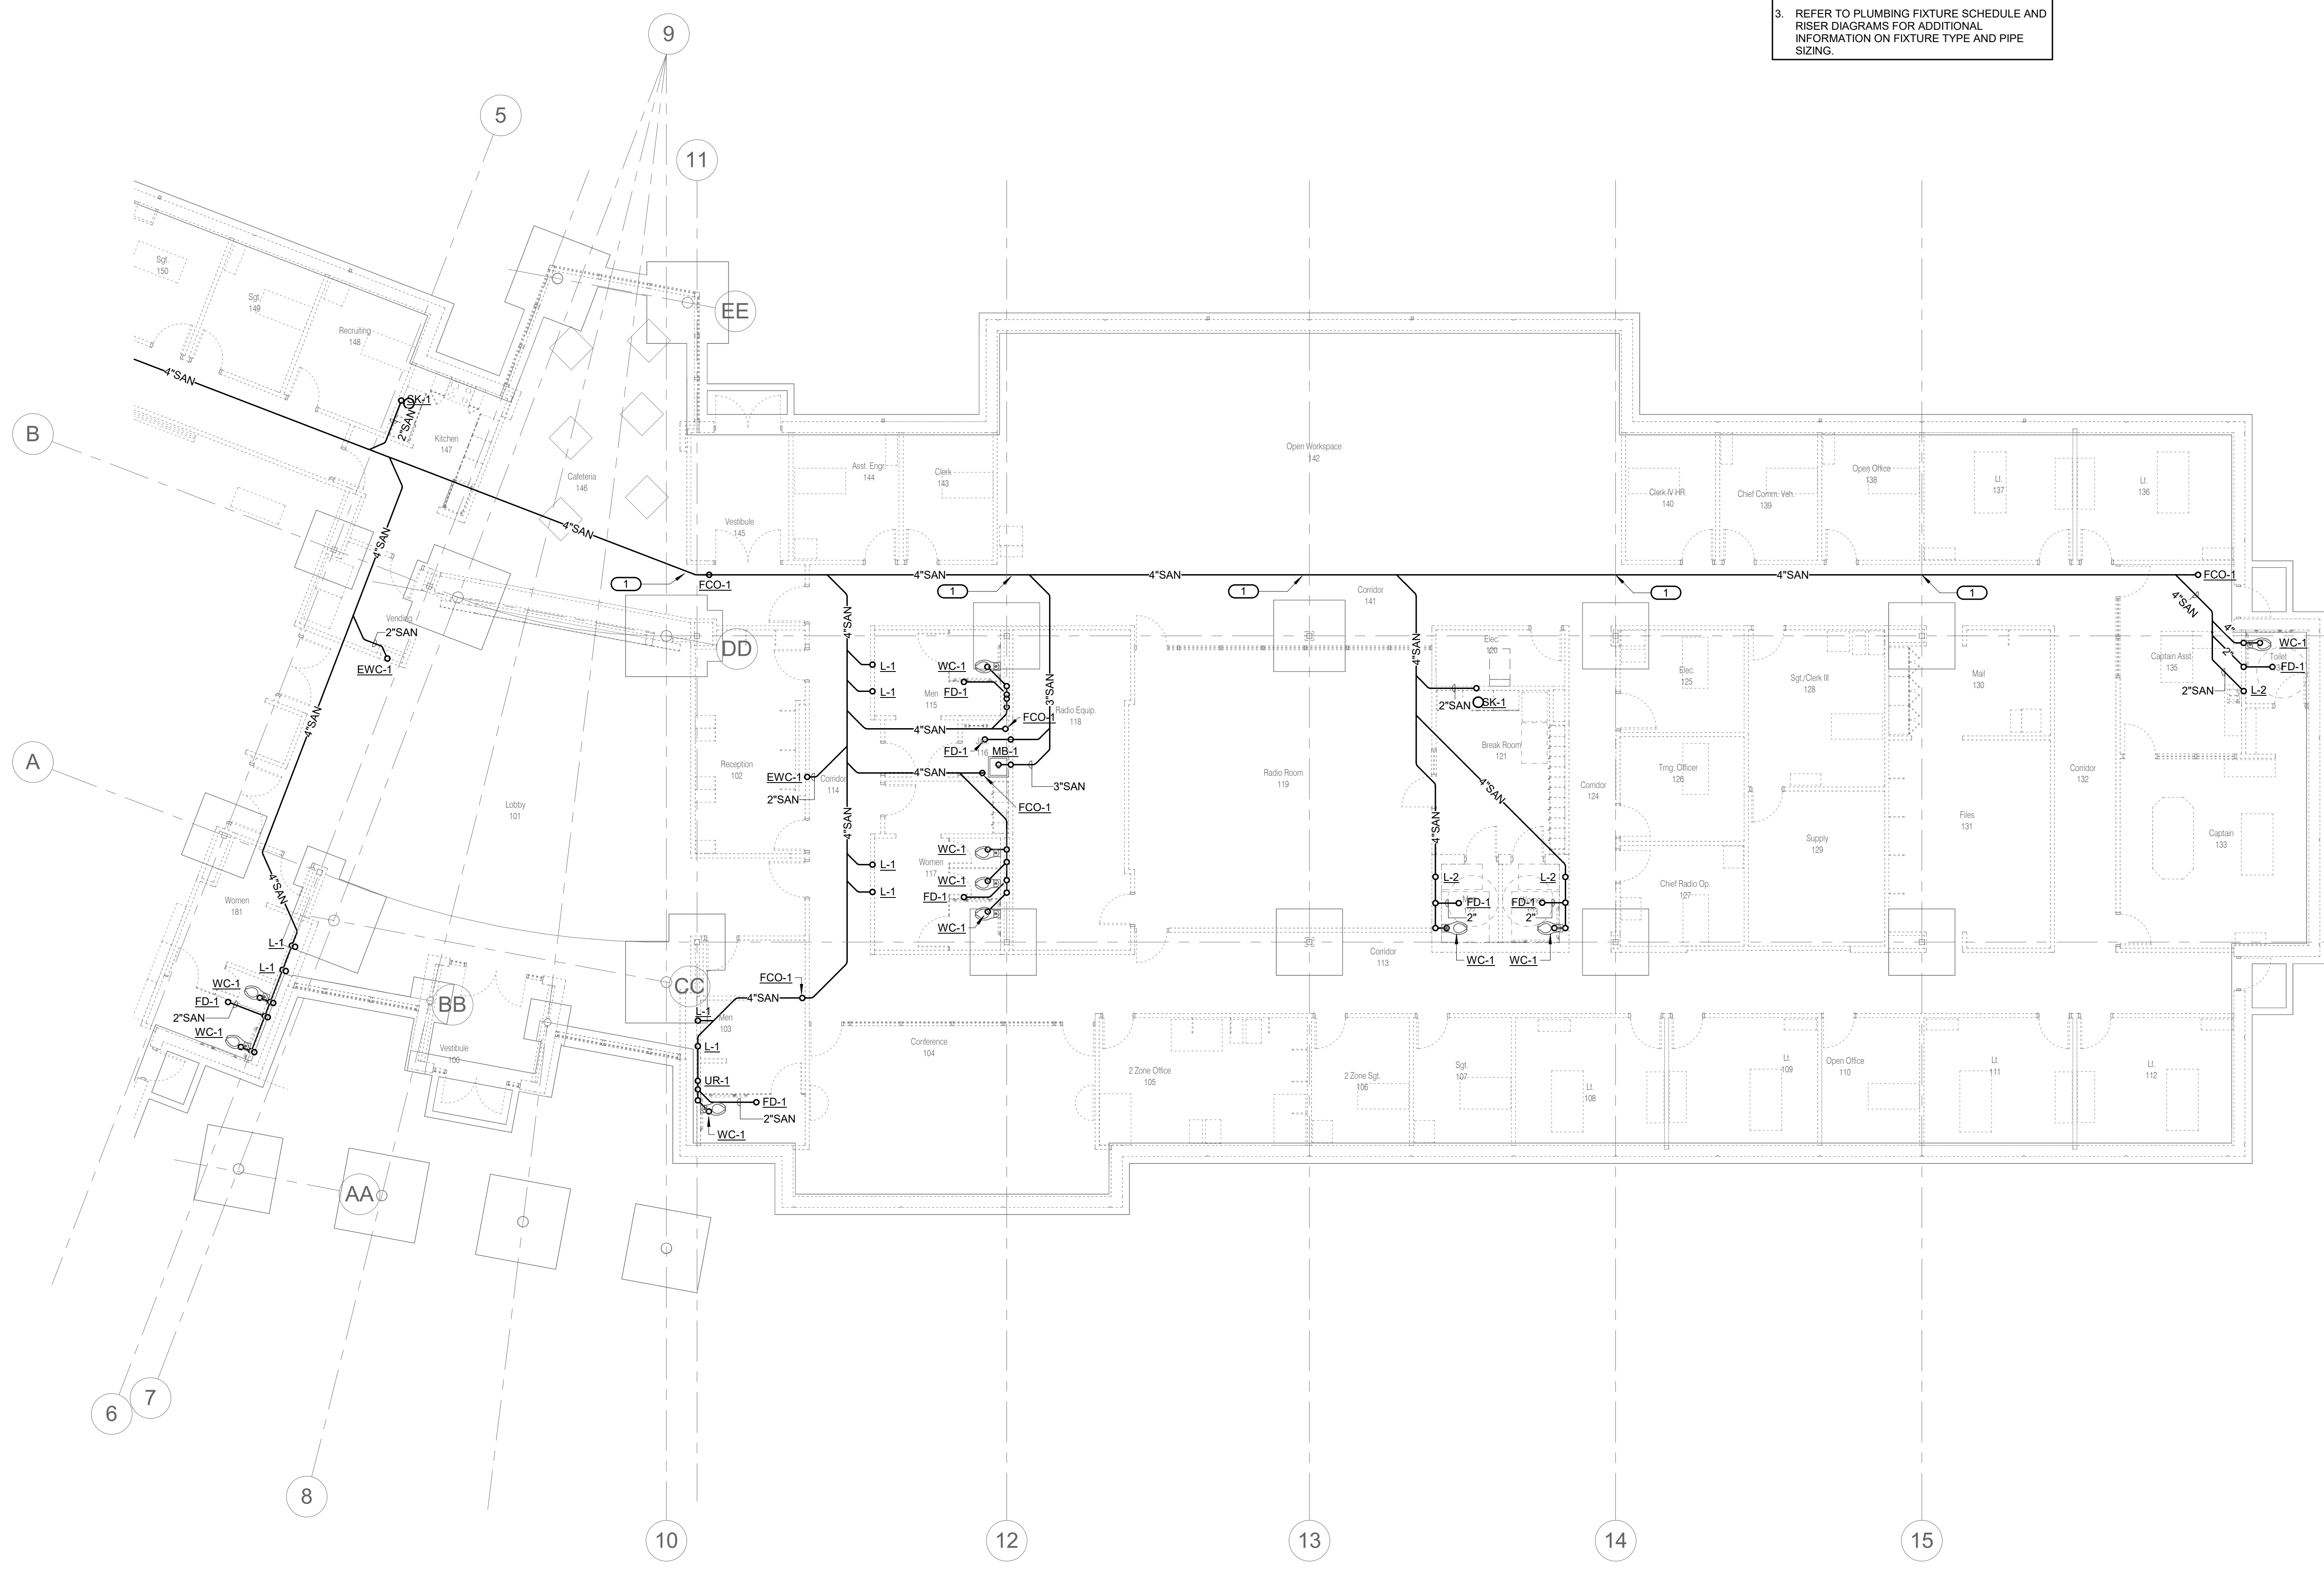 3. REFER TO PLUMBING FIXTURE SCHEDULE AND
RISER DIAGRAMS FOR ADDITIONAL
INFORMATION ON FIXTURE TYPE AND PIPE
SIZING.
9
5
11
Sgt.
150
Sgt.
149
Recruiting
148
EE
4"SAN
SK-1
2"SAN
B
Kitchen
147
Cafeteria
146
Vestibule
145
Asst. Engr.
144
Clerk
143
Open Workspace
142
Clerk IV HR.
140
Chief Comm. Veh.
139
Open Office
138
Lt.
137
Lt.
136
4"SAN
4"SAN
1
FCO-1
4"SAN
1
4"SAN
1
Corridor
141
1
4"SAN
1
FCO-1
4"SAN
4"
2"
WC-1
FD-1
L-2
2"SAN
Toilet
Captain Asst
135
Vending
2"SAN
EWC-1
DD
4"SAN
L-1
L-1
WC-1
FD-1
Men
115
3"SAN
Radio Equip.
118
FCO-1
4"SAN
FD-1
116
MB-1
4"SAN
3"SAN
FCO-1
4"SAN
Elec.
120
2"SAN
SK-1
Break Room
121
4"SAN
4"SAN
Elec.
125
Sgt./Clerk III
128
Mail
130
4"SAN
A
Lobby
101
Reception
102
EWC-1
2"SAN
Corridor
114
4"SAN
Radio Room
119
Corridor
124
Trng. Officer
126
Supply
129
Files
131
Corridor
132
Captain
133
L-1
L-1
WC-1
Women
117
WC-1
FD-1
WC-1
L-2
L-2
FD-1
FD-1
2"
2"
WC-1
WC-1
Chief Radio Op.
127
4"SAN
Women
181
L-1
L-1
WC-1
FD-1
2"SAN
WC-1
BB
CC
Vestibule
100
FCO-1
4"SAN
L-1
Men
103
L-1
UR-1
FD-1
2"SAN
WC-1
Corridor
113
Conference
104
2 Zone Office
105
2 Zone Sgt.
106
Sgt.
107
Lt.
108
Lt.
109
Open Office
110
Lt.
111
Lt.
112
AA
6
7
8
10
12
13
14
15